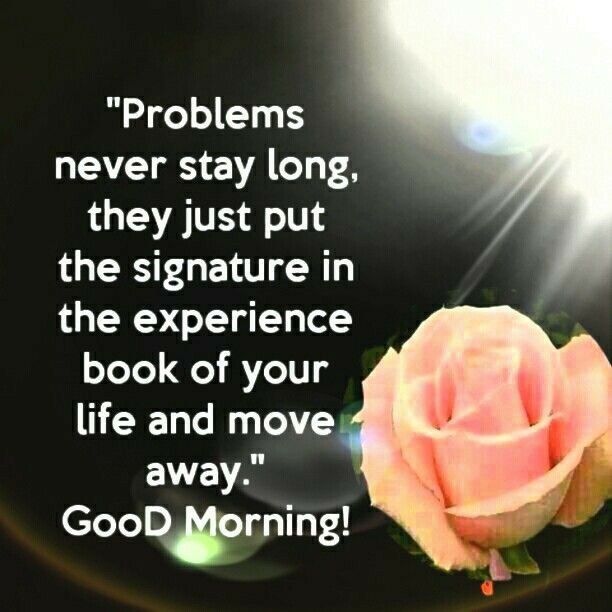 "Problems
never stay long,
they just put
the signature in
the experience
book of your
life and move
away."
GooD Morning!